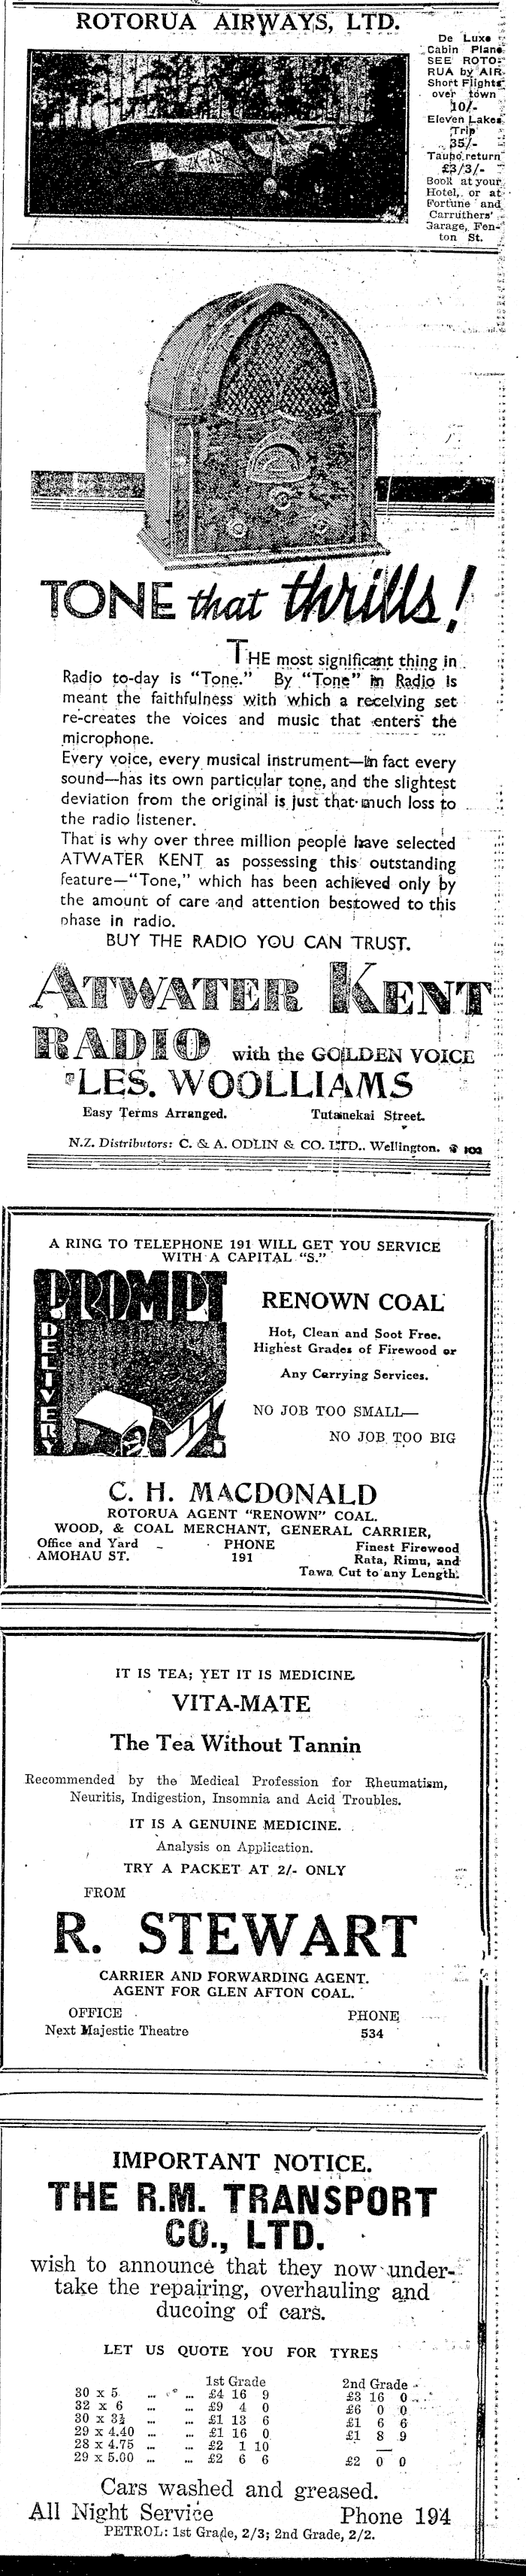 ROTORUA AIRWAYS, LTD.
De Luxe
Cabin Plane
SEE ROTO-
RUA by AIR
Short Flights
over town
10/-
Eleven Lakes
Trip
35/-
Taupo return
£3/3/-
Book at your
Hotel, or at
Fortune and
Carruthers'
Garage, Fen-
ton St.
TONE that thrills!
THE most significant thing in
Radio to-day is "Tone." By "Tone" in Radio is
meant the faithfulness with which a receiving set
re-creates the voices and music that enters the
microphone.
Every voice, every musical instrument—in fact every
sound—has its own particular tone, and the slightest
deviation from the original is just that much loss to
the radio listener.
That is why over three million people have selected
ATWATER KENT as possessing this outstanding
feature—"Tone," which has been achieved only by
the amount of care and attention bestowed to this
phase in radio.
BUY THE RADIO YOU CAN TRUST.
ATWATER KENT
RADIO with the GOLDEN VOICE
LES. WOOLLIAMS
Easy Terms Arranged. Tutanekai Street.
N.Z. Distributors: C. & A. ODLIN & CO. LTD., Wellington. 102
A RING TO TELEPHONE 191 WILL GET YOU SERVICE
WITH A CAPITAL "S."
PROMPT
DELIVERY
RENOWN COAL
Hot, Clean and Soot Free.
Highest Grades of Firewood or
Any Carrying Services.
NO JOB TOO SMALL—
NO JOB TOO BIG
C. H. MACDONALD
ROTORUA AGENT "RENOWN" COAL.
WOOD, & COAL MERCHANT, GENERAL CARRIER,
Office and Yard PHONE Finest Firewood
AMOHAU ST. 191 Rata, Rimu, and
Tawa Cut to any Length.
IT IS TEA; YET IT IS MEDICINE
VITA-MATE
The Tea Without Tannin
Recommended by the Medical Profession for Rheumatism,
Neuritis, Indigestion, Insomnia and Acid Troubles.
IT IS A GENUINE MEDICINE.
Analysis on Application.
TRY A PACKET AT 2/- ONLY
FROM
R. STEWART
CARRIER AND FORWARDING AGENT.
AGENT FOR GLEN AFTON COAL.
OFFICE PHONE
Next Majestic Theatre 534
IMPORTANT NOTICE.
THE R.M. TRANSPORT
CO., LTD.
wish to announce that they now under-
take the repairing, overhauling and
ducoing of cars.
LET US QUOTE YOU FOR TYRES
1st Grade 2nd Grade
30 x 5 ... ... £4 16 9 £3 16 0
32 x 6 ... ... £9 4 0 £6 0 0
30 x 3½ ... ... £1 13 6 £1 6 6
29 x 4.40 ... ... £1 16 0 £1 8 9
28 x 4.75 ... ... £2 1 10 —
29 x 5.00 ... ... £2 6 6 £2 0 0
Cars washed and greased.
All Night Service Phone 194
PETROL: 1st Grade, 2/3; 2nd Grade, 2/2.